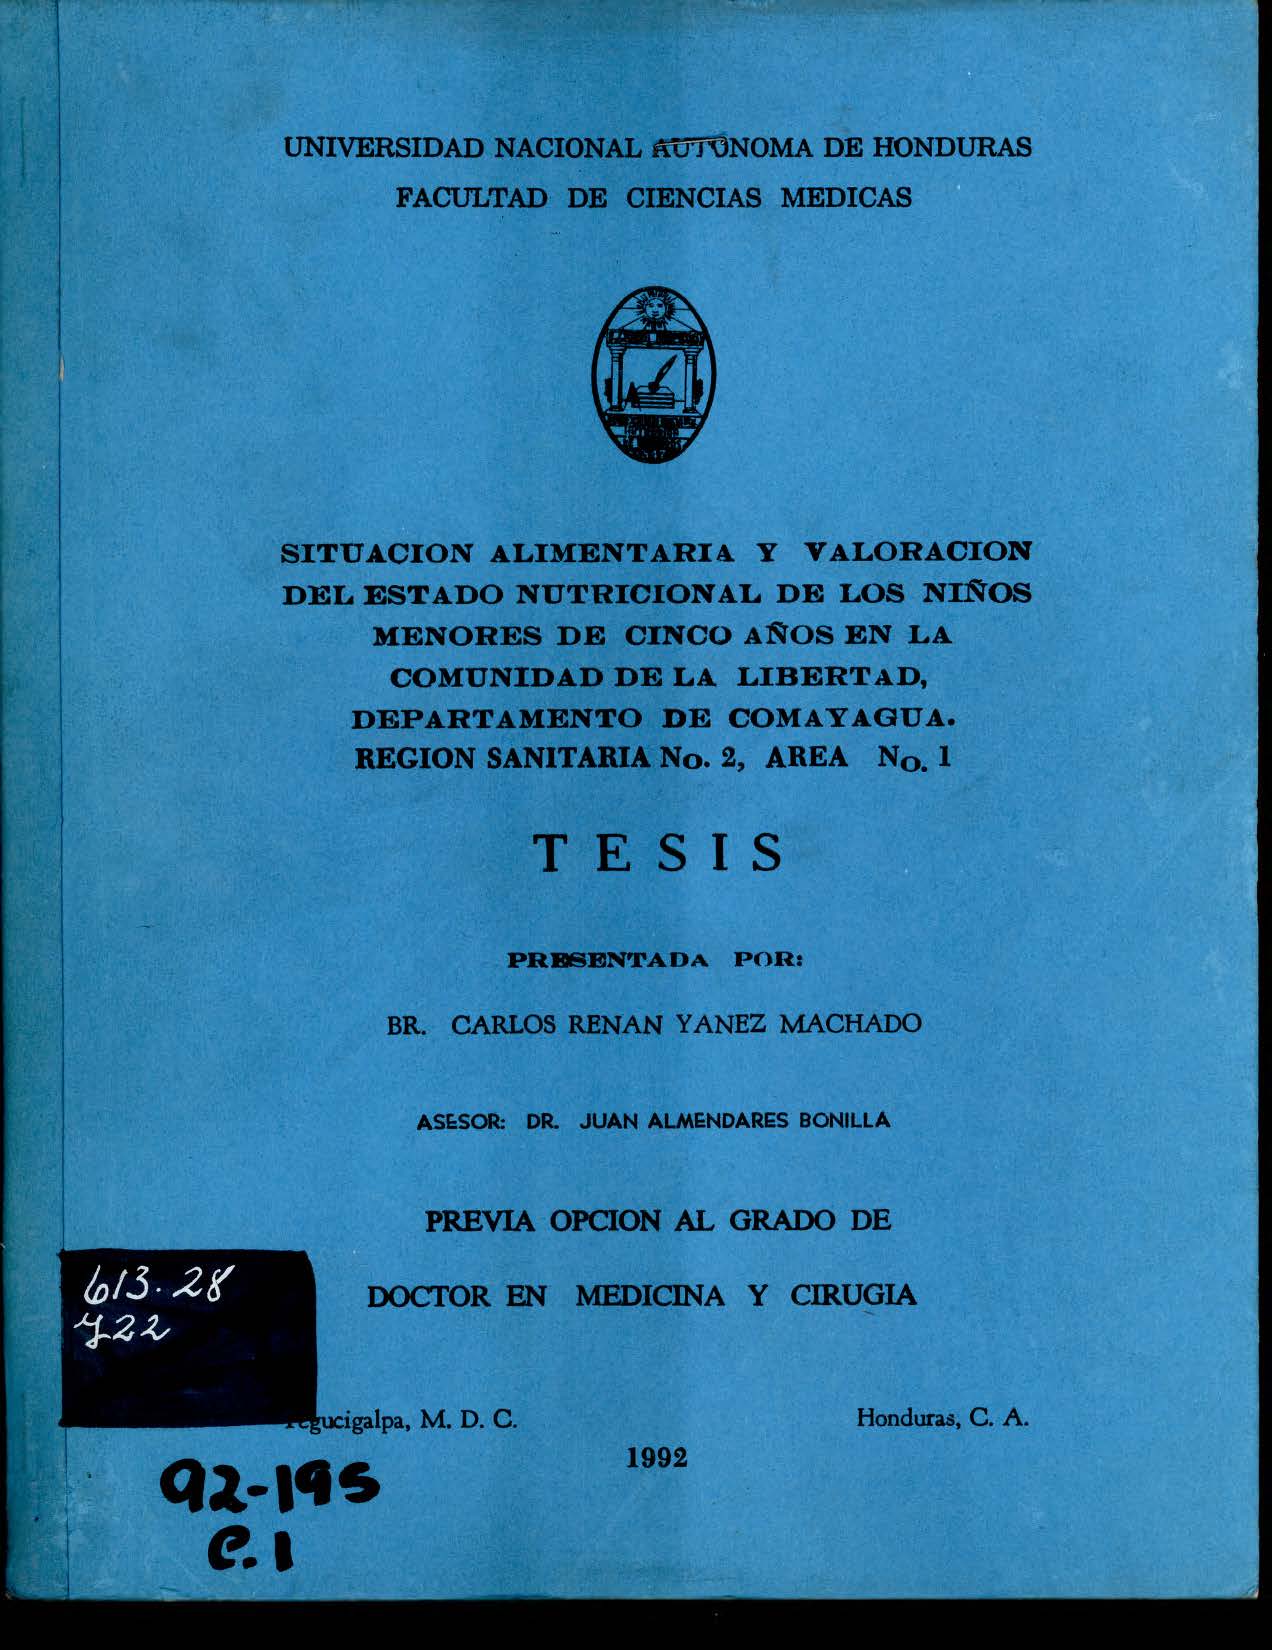 UNIVERSIDAD NACIONAL AUTONOMA DE HONDURAS
FACULTAD DE CIENCIAS MEDICAS
SITUACION ALIMENTARIA Y VALORACION
DEL ESTADO NUTRICIONAL DE LOS NIÑOS
MENORES DE CINCO AÑOS EN LA
COMUNIDAD DE LA LIBERTAD,
DEPARTAMENTO DE COMAYAGUA.
REGION SANITARIA No. 2, AREA No. 1
TESIS
PRESENTADA POR:
BR. CARLOS RENAN YANEZ MACHADO
ASESOR: DR. JUAN ALMENDARES BONILLA
PREVIA OPCION AL GRADO DE
DOCTOR EN MEDICINA Y CIRUGIA
613.28
Y22
Tegucigalpa, M. D. C. Honduras, C. A.
1992
92-195
C.1